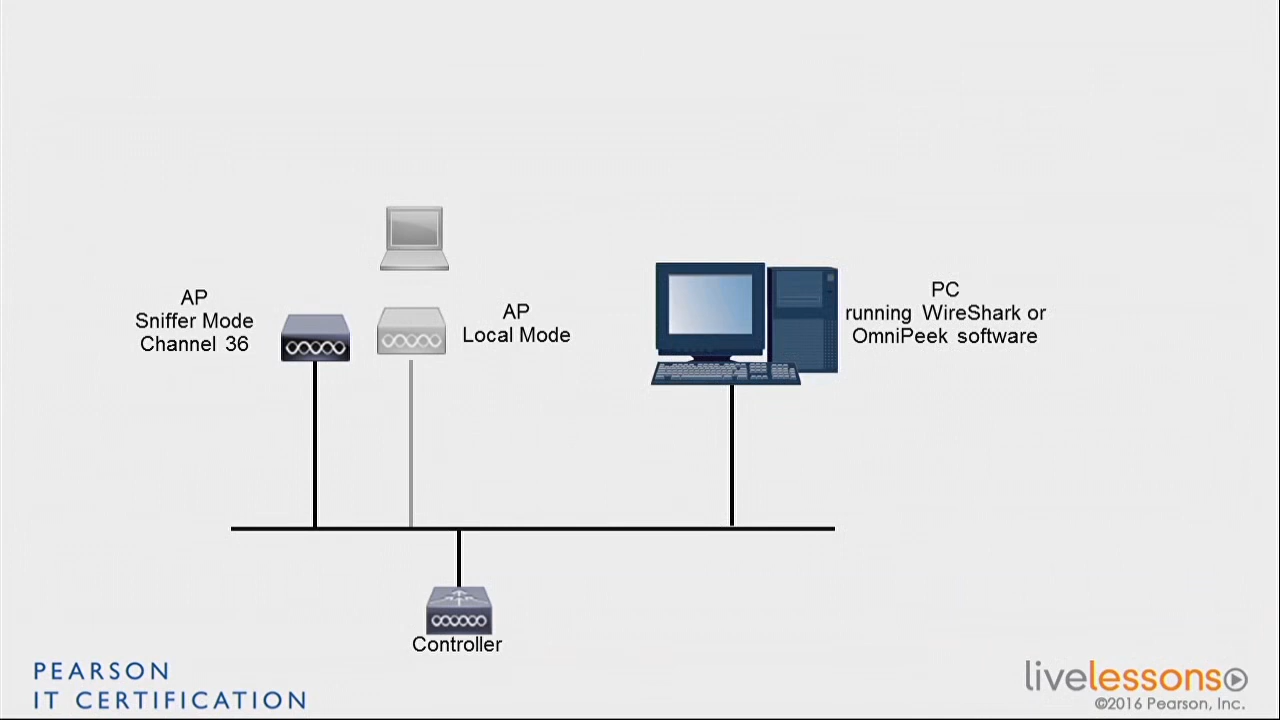 AP
Sniffer Mode
Channel 36
AP
Local Mode
PC
running WireShark or
OmniPeek software
Controller
PEARSON
IT CERTIFICATION
livelessons
©2016 Pearson, Inc.